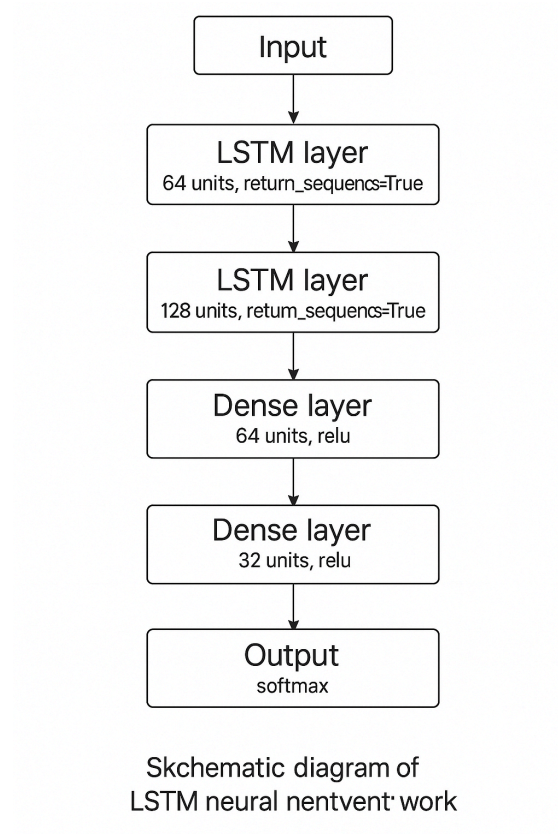 Input
LSTM layer
64 units, return_sequencs=True
LSTM layer
128 units, retum_sequencs=True
Dense layer
64 units, relu
Dense layer
32 units, relu
Output
softmax
Skchematic diagram of
LSTM neural nentvent· work